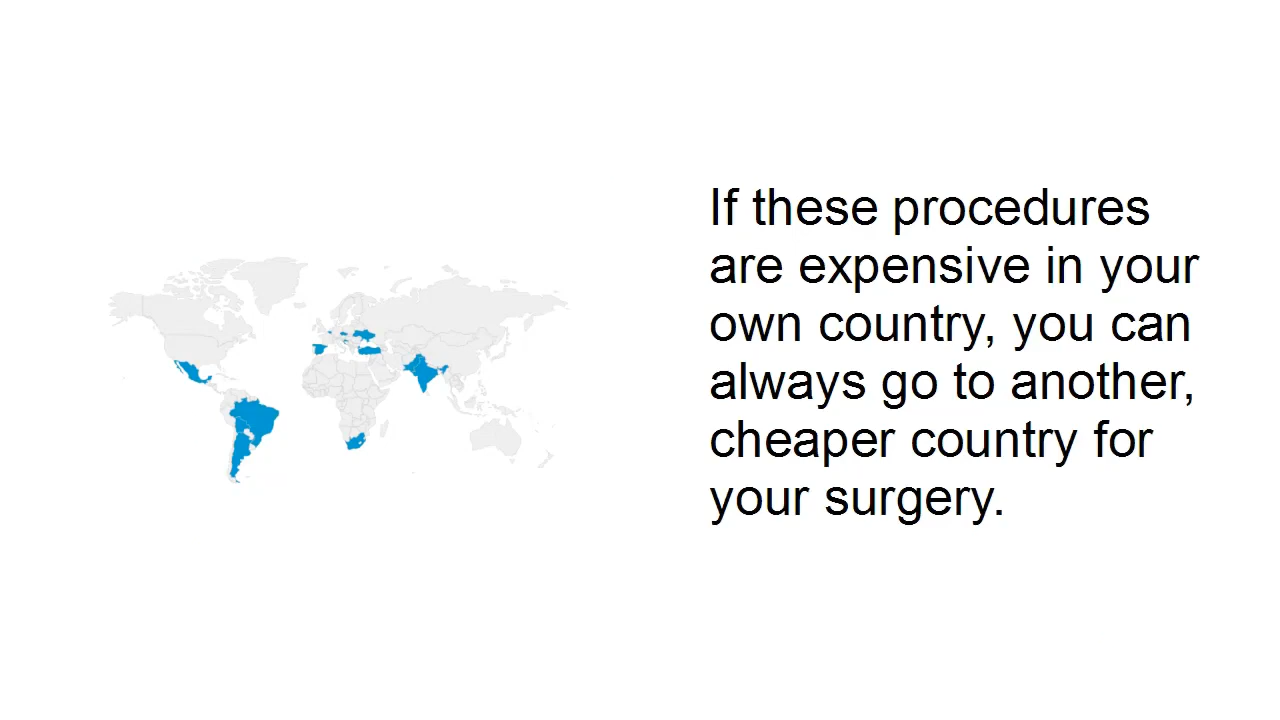 If these procedures
are expensive in your
own country, you can
always go to another,
cheaper country for
your surgery.